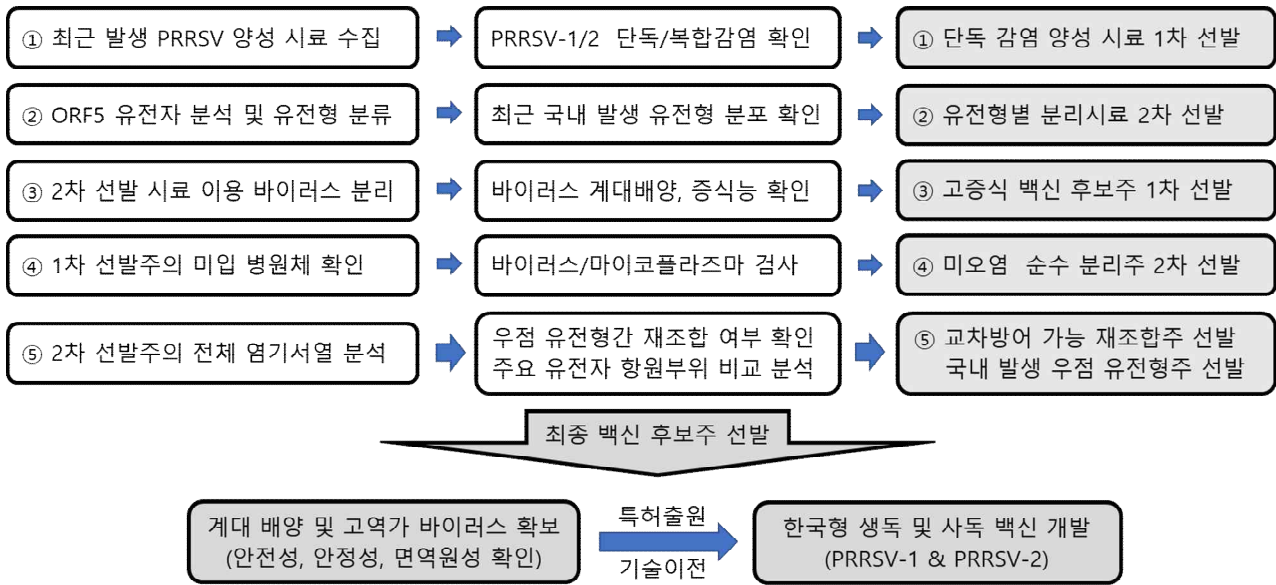 ① 최근 발생 PRRSV 양성 시료 수집
PRRSV-1/2 단독/복합감염 확인
① 단독 감염 양성 시료 1차 선발
② ORF5 유전자 분석 및 유전형 분류
최근 국내 발생 유전형 분포 확인
② 유전형별 분리시료 2차 선발
③ 2차 선발 시료 이용 바이러스 분리
바이러스 계대배양, 증식능 확인
③ 고증식 백신 후보주 1차 선발
④ 1차 선발주의 미입 병원체 확인
바이러스/마이코플라즈마 검사
④ 미오염 순수 분리주 2차 선발
⑤ 2차 선발주의 전체 염기서열 분석
우점 유전형간 재조합 여부 확인
주요 유전자 항원부위 비교 분석
⑤ 교차방어 가능 재조합주 선발
국내 발생 우점 유전형주 선발
최종 백신 후보주 선발
계대 배양 및 고역가 바이러스 확보
(안전성, 안정성, 면역원성 확인)
특허출원
기술이전
한국형 생독 및 사독 백신 개발
(PRRSV-1 & PRRSV-2)